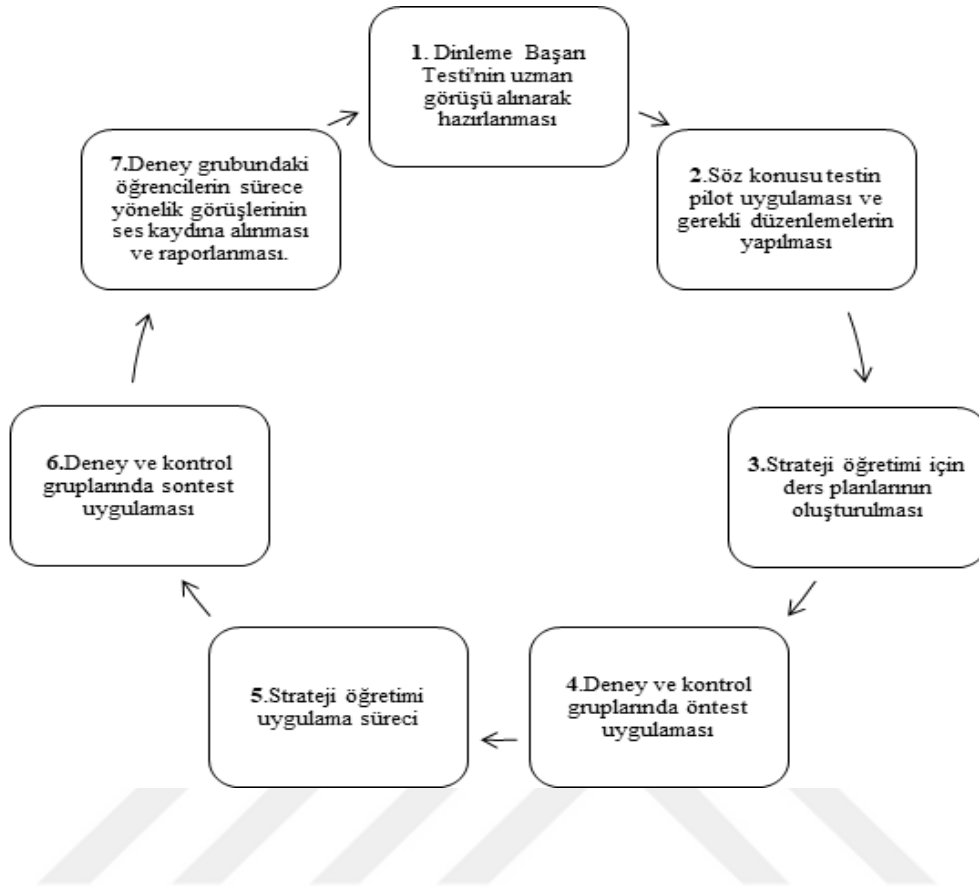 1. Dinleme Başarı
Testi'nin uzman
görüşü alınarak
hazırlanması
2.Söz konusu testin
pilot uygulaması ve
gerekli düzenlemelerin
yapılması
3.Strateji öğretimi için
ders planlarının
oluşturulması
4.Deney ve kontrol
gruplarında öntest
uygulaması
5.Strateji öğretimi
uygulama süreci
6.Deney ve kontrol
gruplarında sontest
uygulaması
7.Deney grubundaki
öğrencilerin sürece
yönelik görüşlerinin
ses kaydına alınması
ve raporlanması.